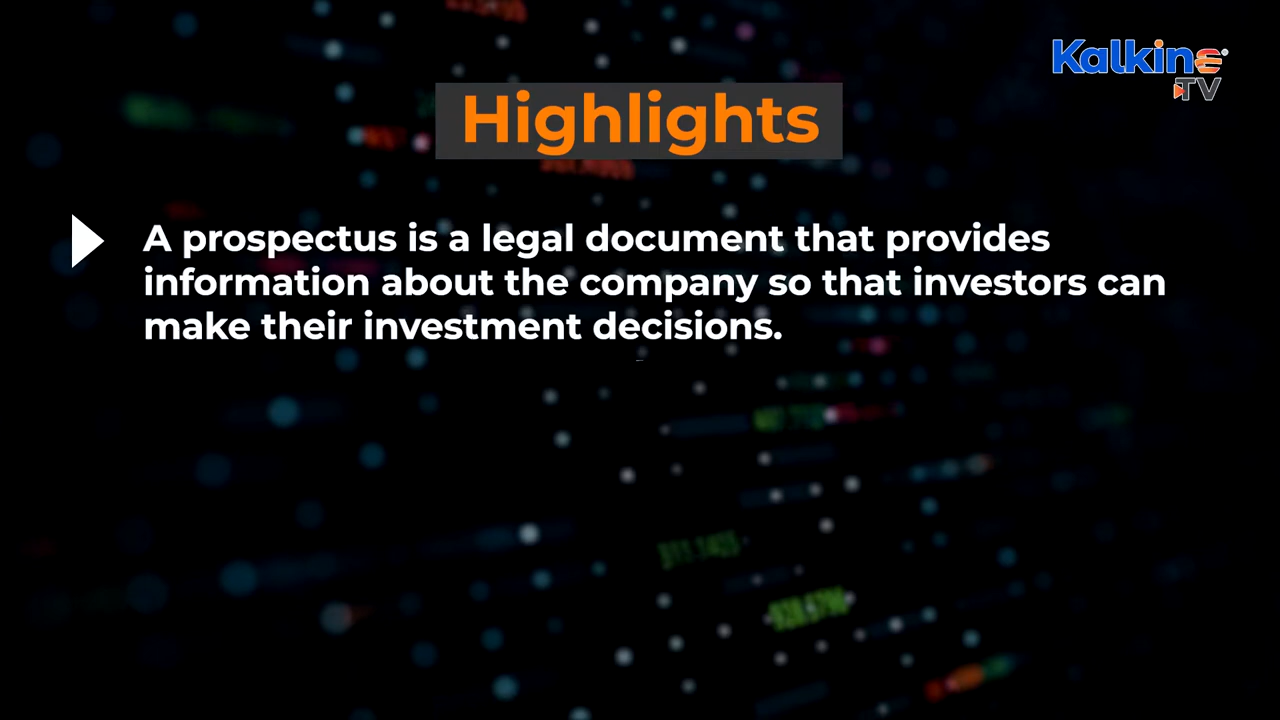 Kalkine
TV
Highlights
A prospectus is a legal document that provides
information about the company so that investors can
make their investment decisions.